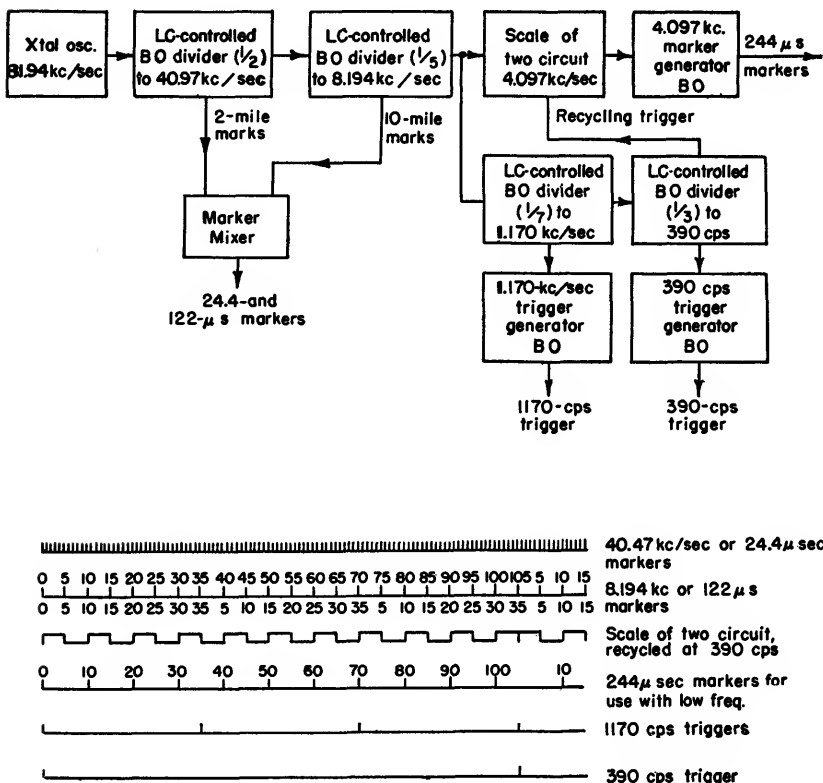 Xtal osc.
81.94kc/sec
LC-controlled
BO divider (1/2)
to 40.97kc/sec
LC-controlled
BO divider (1/5)
to 8.194kc/sec
Scale of
two circuit
4.097kc/sec
4.097kc.
marker
generator
BO
244 μs
markers
2-mile
marks
10-mile
marks
Recycling trigger
Marker
Mixer
LC-controlled
BO divider
(1/7) to
1.170 kc/sec
LC-controlled
BO divider
(1/3) to
390 cps
24.4-and
122-μs markers
1.170-kc/sec
trigger
generator
BO
390 cps
trigger
generator
BO
1170-cps
trigger
390-cps
trigger
40.47kc/sec or 24.4μsec
markers
0 5 10 15 20 25 30 35 40 45 50 55 60 65 70 75 80 85 90 95 100 105 5 10 15
8.194kc or 122μs
markers
0 5 10 15 20 25 30 35 5 10 15 20 25 30 35 5 10 15 20 25 30 35 5 10 15
Scale of two circuit,
recycled at 390 cps
0 10 20 30 40 50 60 70 80 90 100 10
244μsec markers for
use with low freq.
1170 cps triggers
390 cps trigger